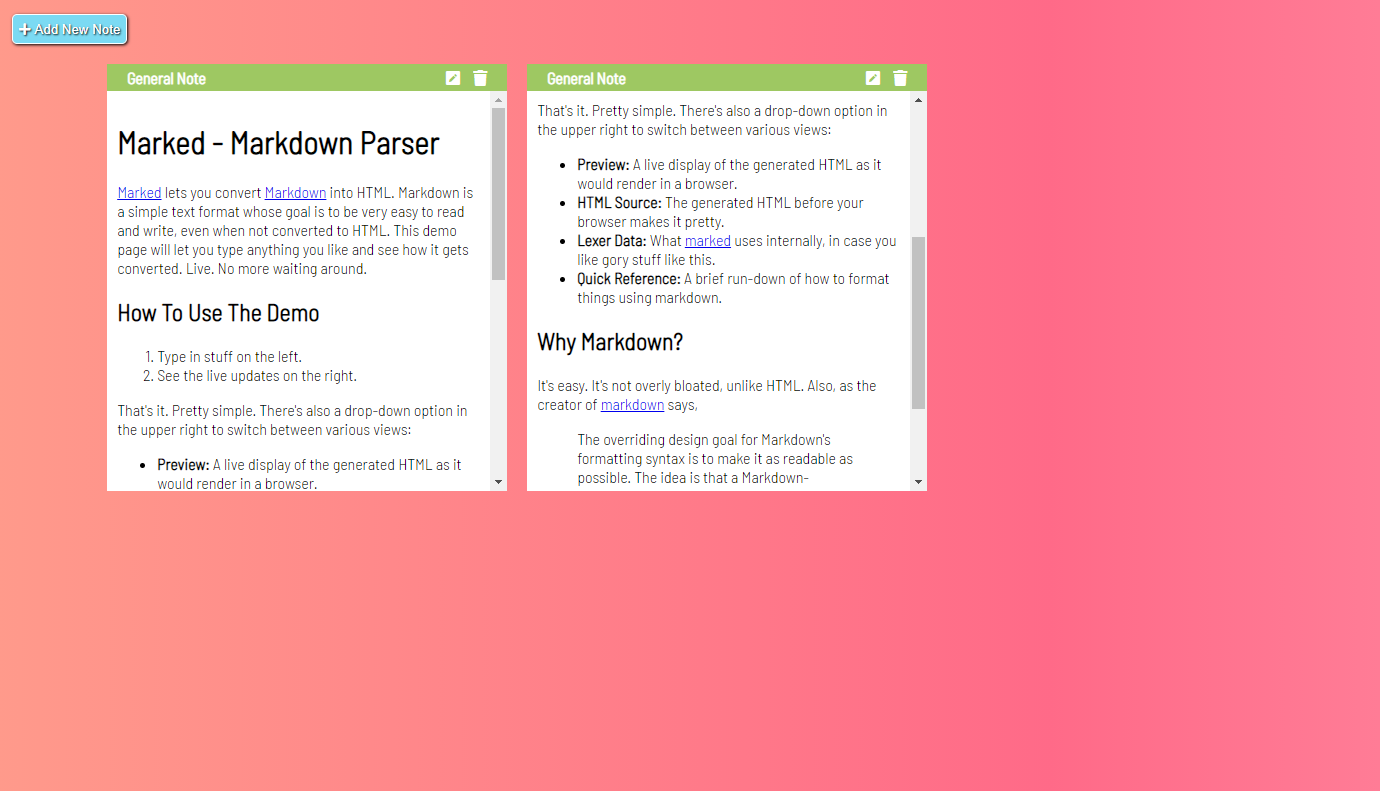 Add New Note
General Note
Marked - Markdown Parser
Marked lets you convert Markdown into HTML. Markdown is
a simple text format whose goal is to be very easy to read
and write, even when not converted to HTML. This demo
page will let you type anything you like and see how it gets
converted. Live. No more waiting around.
How To Use The Demo
1. Type in stuff on the left.
2. See the live updates on the right.
That's it. Pretty simple. There's also a drop-down option in
the upper right to switch between various views:
• Preview: A live display of the generated HTML as it
would render in a browser.
General Note
That's it. Pretty simple. There's also a drop-down option in
the upper right to switch between various views:
• Preview: A live display of the generated HTML as it
would render in a browser.
• HTML Source: The generated HTML before your
browser makes it pretty.
• Lexer Data: What marked uses internally, in case you
like gory stuff like this.
• Quick Reference: A brief run-down of how to format
things using markdown.
Why Markdown?
It's easy. It's not overly bloated, unlike HTML. Also, as the
creator of markdown says,
The overriding design goal for Markdown's
formatting syntax is to make it as readable as
possible. The idea is that a Markdown-